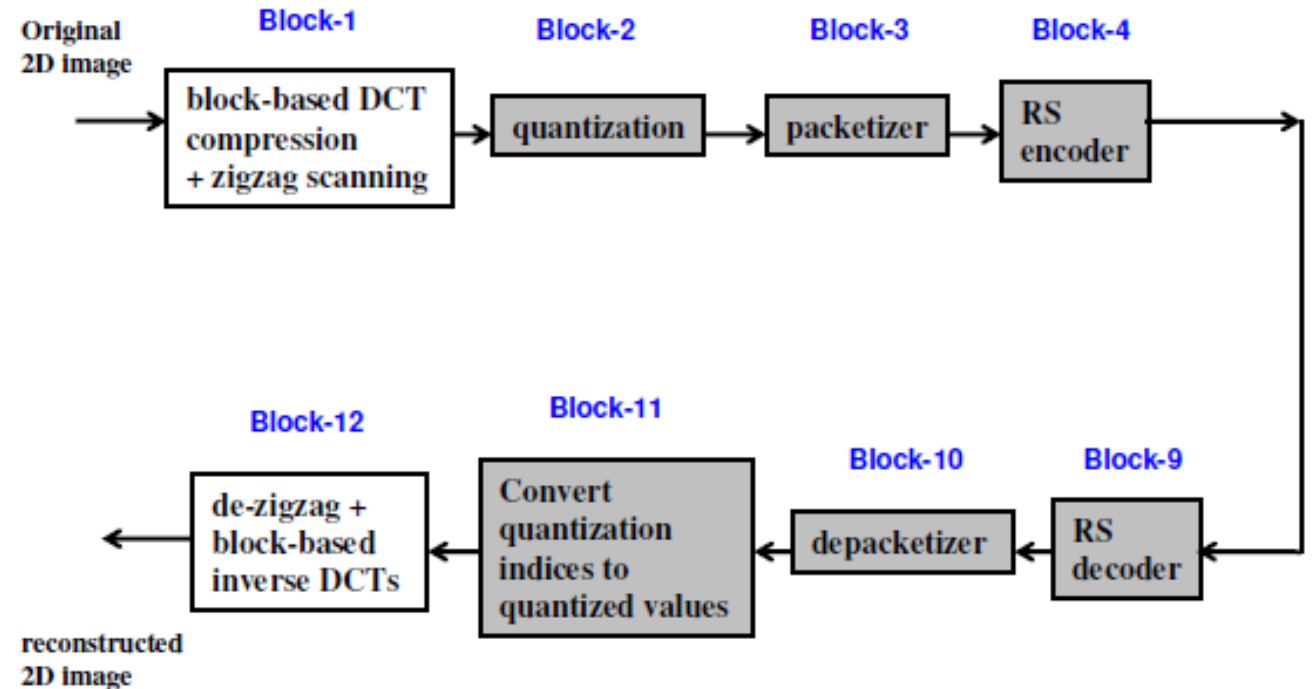 Original
2D image
Block-1
block-based DCT
compression
+ zigzag scanning
Block-2
quantization
Block-3
packetizer
Block-4
RS
encoder
Block-9
RS
decoder
Block-10
depacketizer
Block-11
Convert
quantization
indices to
quantized values
Block-12
de-zigzag +
block-based
inverse DCTs
reconstructed
2D image